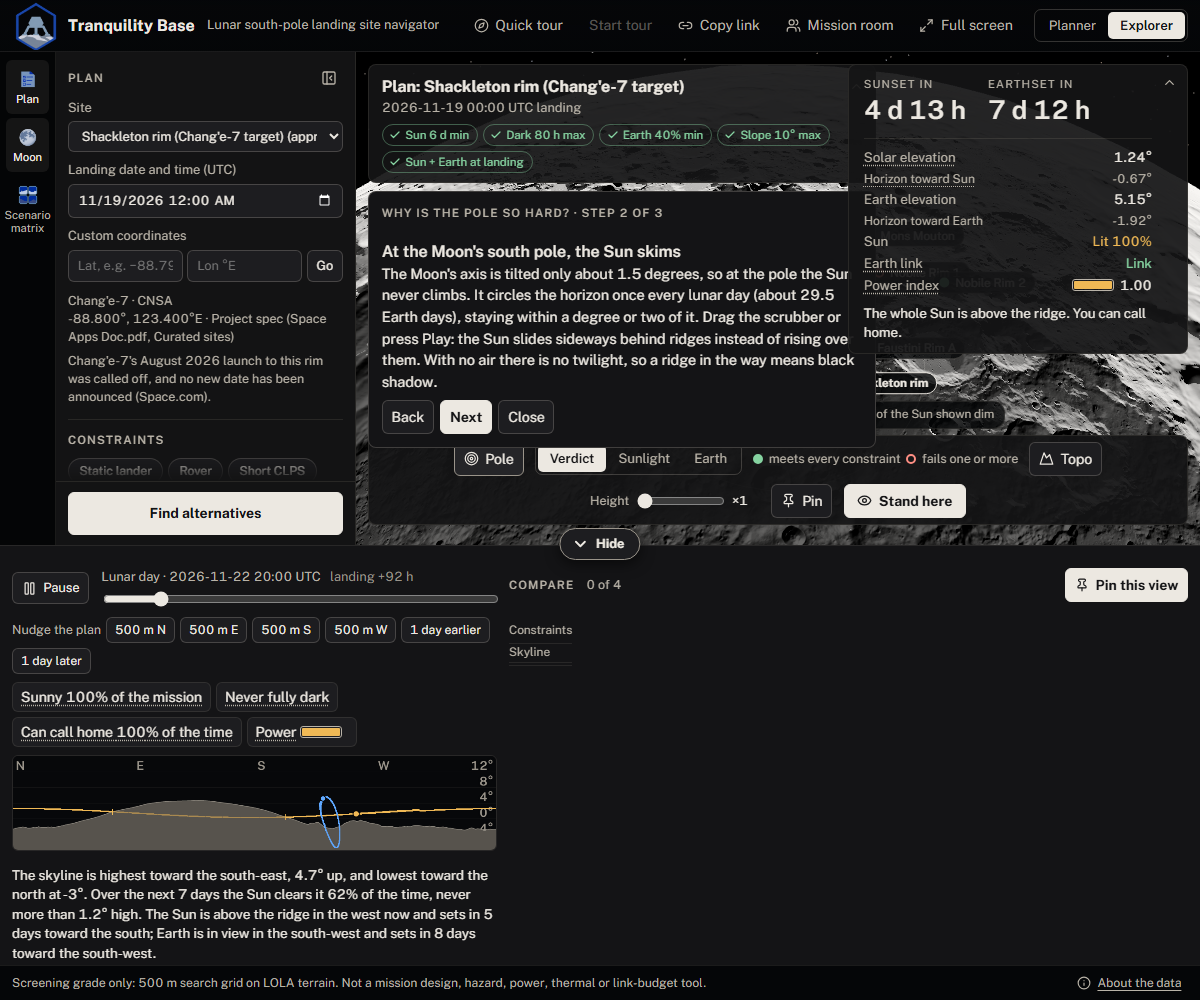 Tranquility Base
Lunar south-pole landing site navigator
Quick tour
Start tour
Copy link
Mission room
Full screen
Planner
Explorer
Plan
Moon
Scenario
matrix
PLAN
Site
Shackleton rim (Chang'e-7 target) (appr
Landing date and time (UTC)
11/19/2026 12:00 AM
Custom coordinates
Lat, e.g. −88.79
Lon °E
Go
Chang'e-7 · CNSA
-88.800°, 123.400°E · Project spec (Space
Apps Doc.pdf, Curated sites)
Chang'e-7's August 2026 launch to this rim
was called off, and no new date has been
announced (Space.com).
CONSTRAINTS
Static lander
Rover
Short CLPS
Find alternatives
Plan: Shackleton rim (Chang'e-7 target)
2026-11-19 00:00 UTC landing
Sun 6 d min
Dark 80 h max
Earth 40% min
Slope 10° max
Sun + Earth at landing
WHY IS THE POLE SO HARD? · STEP 2 OF 3
At the Moon's south pole, the Sun skims
The Moon's axis is tilted only about 1.5 degrees, so at the pole the Sun
never climbs. It circles the horizon once every lunar day (about 29.5
Earth days), staying within a degree or two of it. Drag the scrubber or
press Play: the Sun slides sideways behind ridges instead of rising ove
them. With no air there is no twilight, so a ridge in the way means black
shadow.
Back
Next
Close
SUNSET IN
4 d 13 h
EARTHSET IN
7 d 12 h
Solar elevation
1.24°
Horizon toward Sun
-0.67°
Earth elevation
5.15°
Horizon toward Earth
-1.92°
Mons Mouton
Sun
Lit 100%
Earth link
Link
Nobile Rim 2
Power index
1.00
The whole Sun is above the ridge. You can call
home.
Faustini Rim A
kleton rim
of the Sun shown dim
Pole
Verdict
Sunlight
Earth
meets every constraint
fails one or more
Topo
Height
×1
Pin
Stand here
Hide
Pause
Lunar day · 2026-11-22 20:00 UTC
landing +92 h
Nudge the plan
500 m N
500 m E
500 m S
500 m W
1 day earlier
1 day later
Sunny 100% of the mission
Never fully dark
Can call home 100% of the time
Power
N
E
S
W
12°
8°
4°
0°
4°
The skyline is highest toward the south-east, 4.7° up, and lowest toward the
north at -3°. Over the next 7 days the Sun clears it 62% of the time, never
more than 1.2° high. The Sun is above the ridge in the west now and sets in 5
days toward the south; Earth is in view in the south-west and sets in 8 days
toward the south-west.
COMPARE
0 of 4
Pin this view
Constraints
Skyline
Screening grade only: 500 m search grid on LOLA terrain. Not a mission design, hazard, power, thermal or link-budget tool.
About the data